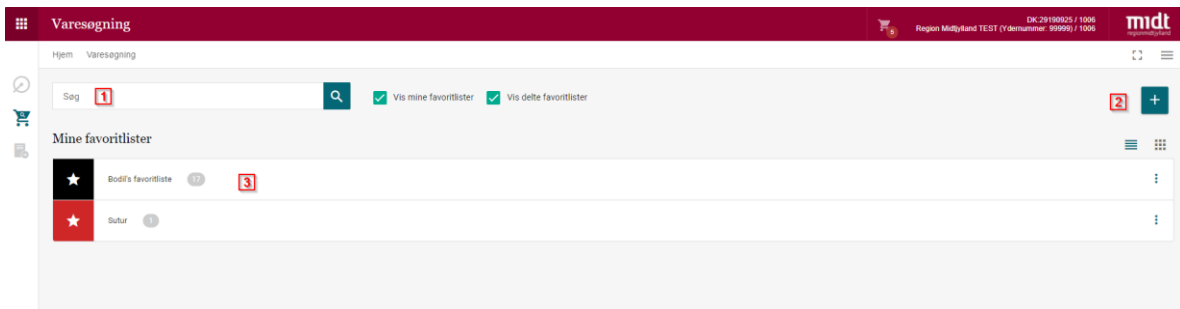 Varesøgning
5
DK:29190925 / 1006
Region Midtjylland TEST (Ydernummer: 99999) / 1006
midt
regionmidtjylland
Hjem Varesøgning
Søg 1
Vis mine favoritlister
Vis delte favoritlister
2 +
Mine favoritlister
Bodil's favoritliste 17 3
Sutur 1